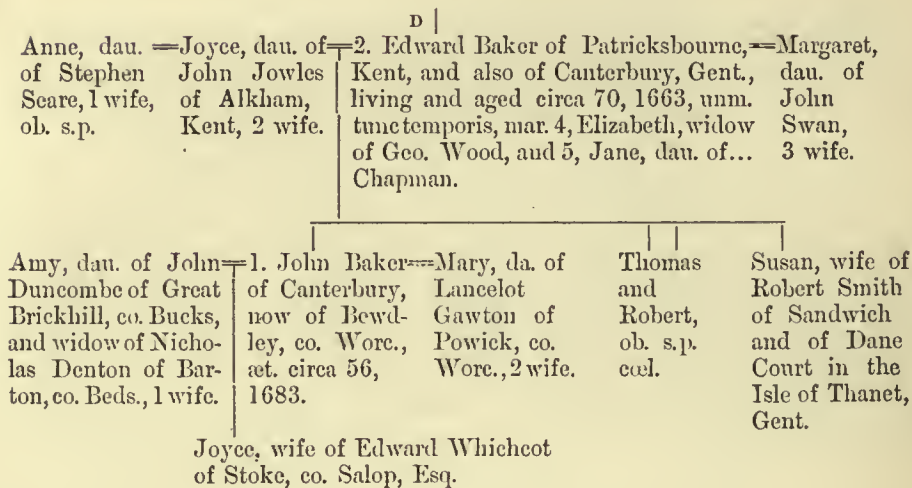 D
Anne, dau.
of Stephen
Scare, 1 wife,
ob. s.p.
Joyce, dau. of
John Jowles
of Alkham,
Kent, 2 wife.
2. Edward Baker of Patricksbourne,
Kent, and also of Canterbury, Gent.,
living and aged circa 70, 1663, unm.
tunc temporis, mar. 4, Elizabeth, widow
of Geo. Wood, and 5, Jane, dau. of...
Chapman.
Margaret,
dau. of
John
Swan,
3 wife.
Amy, dau. of John
Duncombe of Great
Brickhill, co. Bucks,
and widow of Nicho-
las Denton of Bar-
ton, co. Beds., 1 wife.
1. John Baker
of Canterbury,
now of Bewd-
ley, co. Worc.,
æt. circa 56,
1683.
Mary, da. of
Lancelot
Gawton of
Powick, co.
Worc., 2 wife.
Thomas
and
Robert,
ob. s.p.
cœl.
Susan, wife of
Robert Smith
of Sandwich
and of Dane
Court in the
Isle of Thanet,
Gent.
Joyce, wife of Edward Whichcot
of Stoke, co. Salop, Esq.